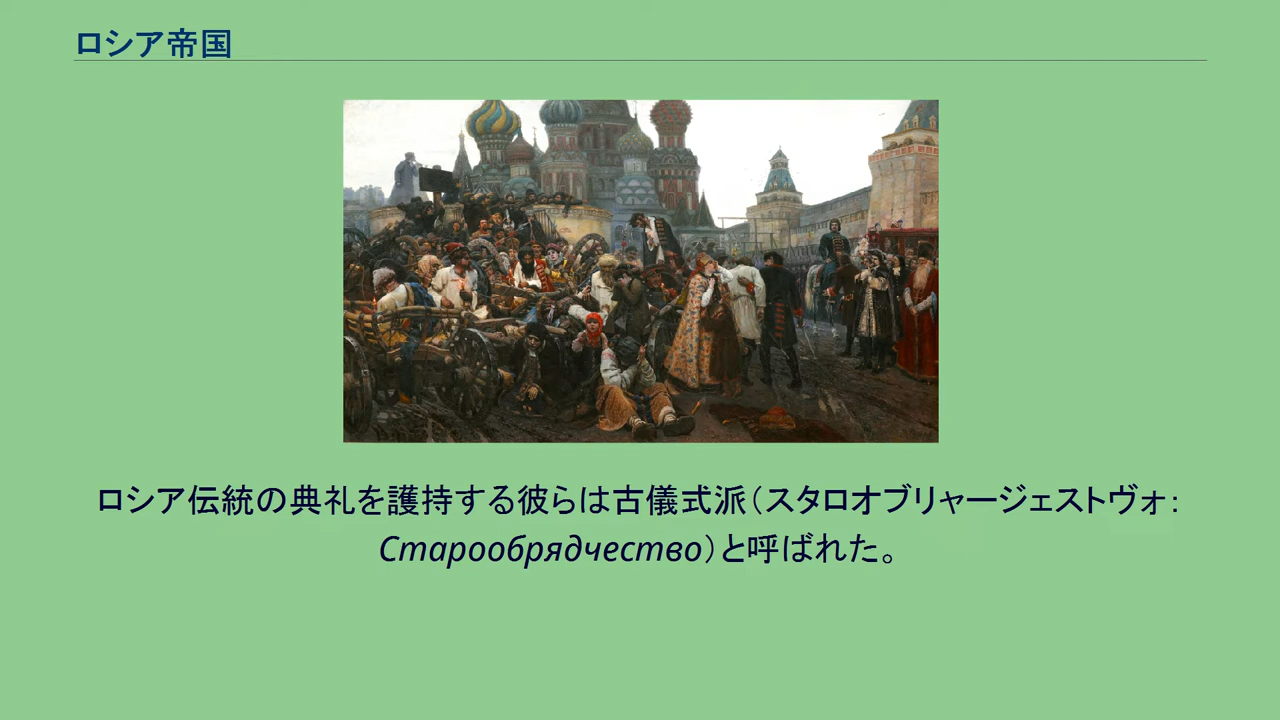 ロシア帝国
ロシア伝統の典礼を護持する彼らは古儀式派（スタロオブリャージェストヴォ：
Старообрядчество）と呼ばれた。